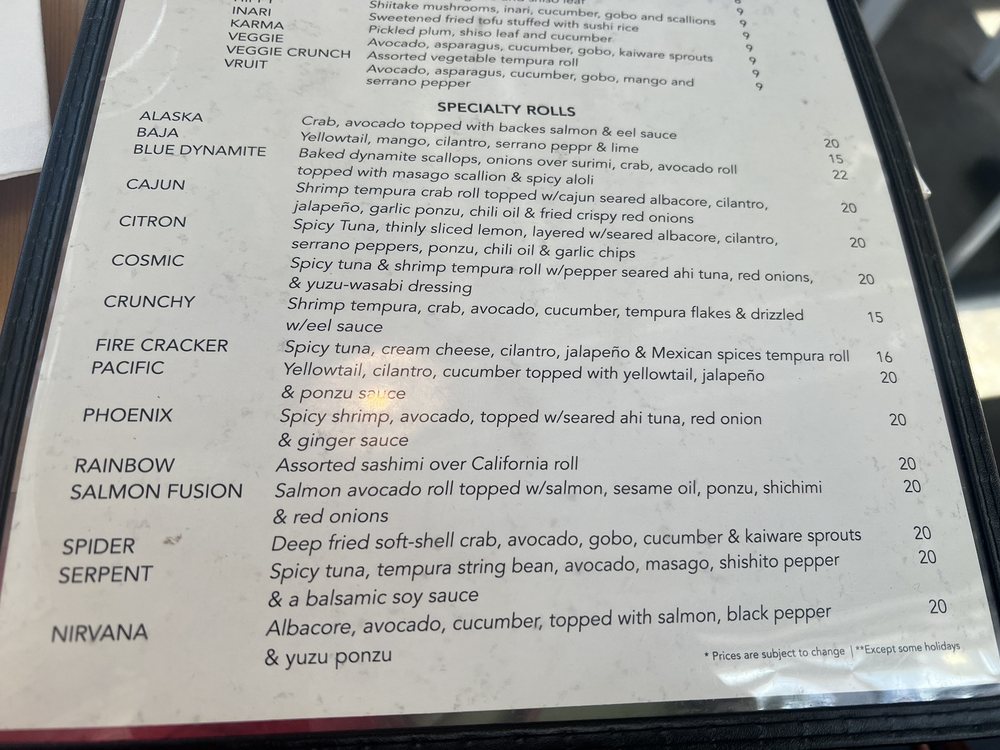 Shiitake mushrooms, inari, cucumber, gobo and scallions 9
INARI Sweetened fried tofu stuffed with sushi rice 9
KARMA Pickled plum, shiso leaf and cucumber 9
VEGGIE Avocado, asparagus, cucumber, gobo, kaiware sprouts 9
VEGGIE CRUNCH Assorted vegetable tempura roll 9
VRUIT Avocado, asparagus, cucumber, gobo, mango and 9
serrano pepper
SPECIALTY ROLLS
ALASKA Crab, avocado topped with backes salmon & eel sauce 20
BAJA Yellowtail, mango, cilantro, serrano peppr & lime 15
BLUE DYNAMITE Baked dynamite scallops, onions over surimi, crab, avocado roll 22
topped with masago scallion & spicy aloli
CAJUN Shrimp tempura crab roll topped w/cajun seared albacore, cilantro, 20
jalapeño, garlic ponzu, chili oil & fried crispy red onions
CITRON Spicy Tuna, thinly sliced lemon, layered w/seared albacore, cilantro, 20
serrano peppers, ponzu, chili oil & garlic chips
COSMIC Spicy tuna & shrimp tempura roll w/pepper seared ahi tuna, red onions, 20
& yuzu-wasabi dressing
CRUNCHY Shrimp tempura, crab, avocado, cucumber, tempura flakes & drizzled 15
w/eel sauce
FIRE CRACKER Spicy tuna, cream cheese, cilantro, jalapeño & Mexican spices tempura roll 16
PACIFIC Yellowtail, cilantro, cucumber topped with yellowtail, jalapeño 20
& ponzu sauce
PHOENIX Spicy shrimp, avocado, topped w/seared ahi tuna, red onion 20
& ginger sauce
RAINBOW Assorted sashimi over California roll 20
SALMON FUSION Salmon avocado roll topped w/salmon, sesame oil, ponzu, shichimi 20
& red onions
SPIDER Deep fried soft-shell crab, avocado, gobo, cucumber & kaiware sprouts 20
SERPENT Spicy tuna, tempura string bean, avocado, masago, shishito pepper 20
& a balsamic soy sauce
NIRVANA Albacore, avocado, cucumber, topped with salmon, black pepper 20
& yuzu ponzu
* Prices are subject to change | **Except some holidays